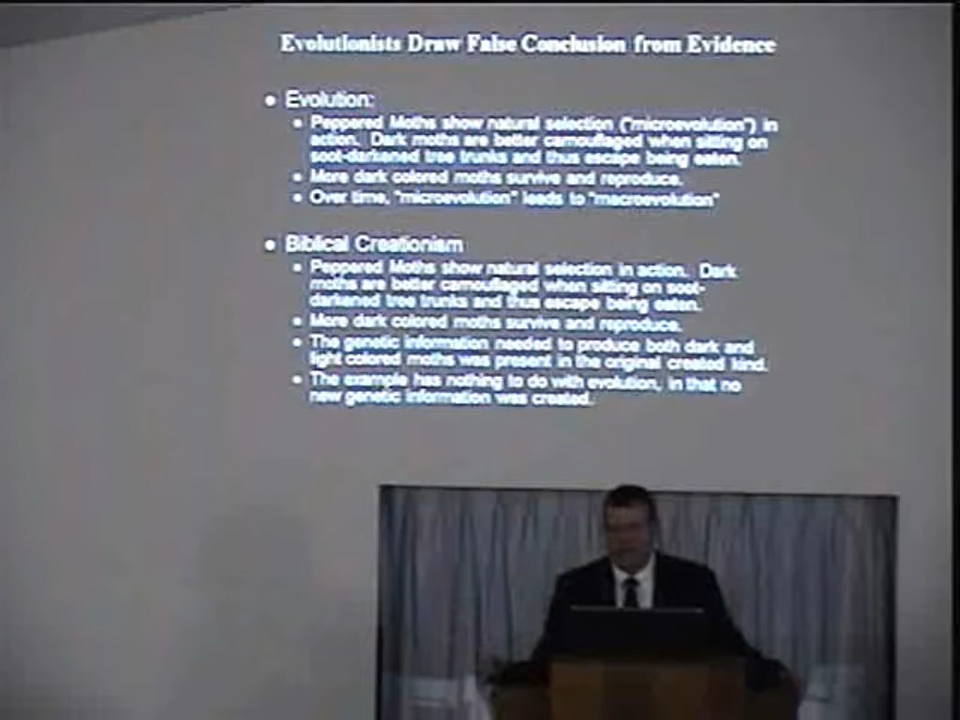 Evolutionists Draw False Conclusion from Evidence
• Evolution:
• Peppered Moths show natural selection ("microevolution") in
action. Dark moths are better camouflaged when sitting on
soot-darkened tree trunks and thus escape being eaten.
• More dark colored moths survive and reproduce.
• Over time, "microevolution" leads to "macroevolution"
• Biblical Creationism
• Peppered Moths show natural selection in action. Dark
moths are better camouflaged when sitting on soot-
darkened tree trunks and thus escape being eaten.
• More dark colored moths survive and reproduce.
• The genetic information needed to produce both dark and
light colored moths was present in the original created kind.
• The example has nothing to do with evolution, in that no
new genetic information was created.